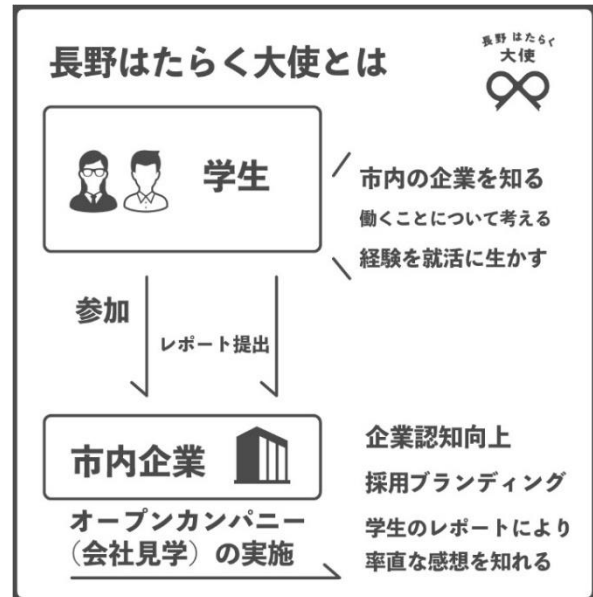 長野はたらく大使とは
長野 はたらく
大使
学生
市内の企業を知る
働くことについて考える
経験を就活に生かす
参加
レポート提出
市内企業
オープンカンパニー
（会社見学）の実施
企業認知向上
採用ブランディング
学生のレポートにより
率直な感想を知れる